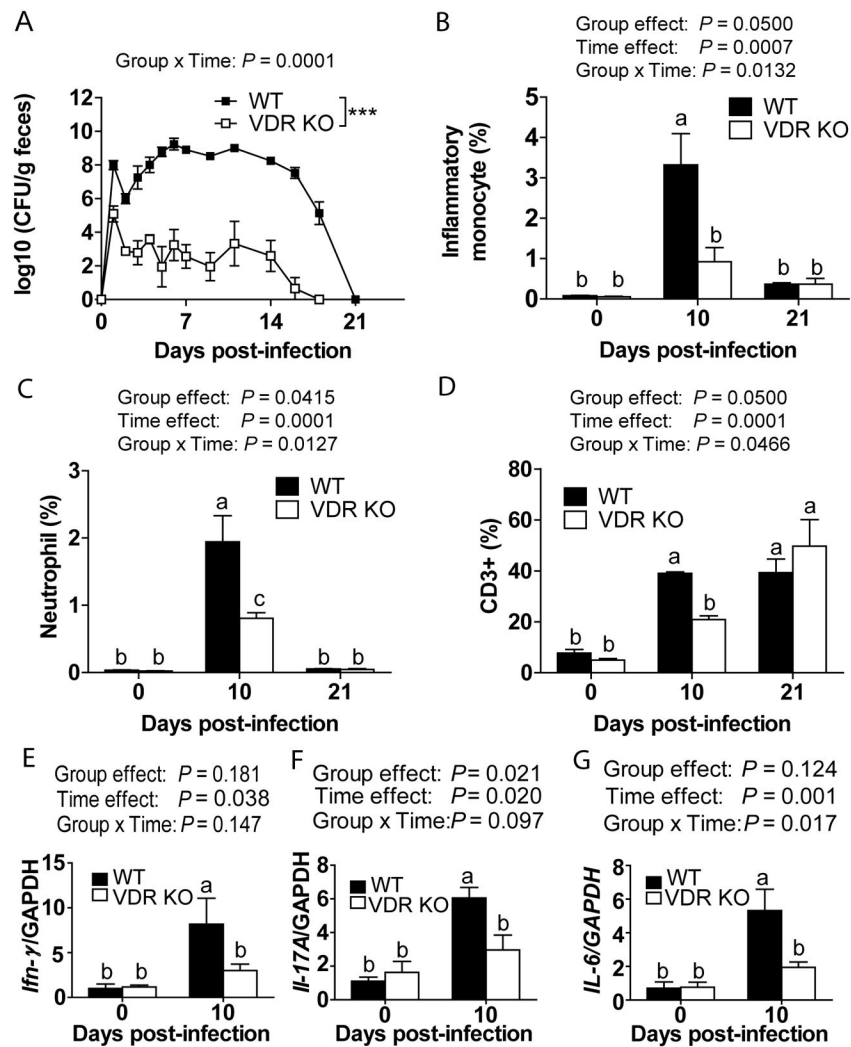 A
Group x Time: P = 0.0001
WT
VDR KO
***
log10 (CFU/g feces)
12
10
8
6
4
2
0
0 7 14 21
Days post-infection
B
Group effect: P = 0.0500
Time effect: P = 0.0007
Group x Time: P = 0.0132
WT
VDR KO
Inflammatory
monocyte (%)
5
4
3
2
1
0
b b a b b b
0 10 21
Days post-infection
C
Group effect: P = 0.0415
Time effect: P = 0.0001
Group x Time: P = 0.0127
WT
VDR KO
Neutrophil (%)
3
2
1
0
b b a c b b
0 10 21
Days post-infection
D
Group effect: P = 0.0500
Time effect: P = 0.0001
Group x Time: P = 0.0466
WT
VDR KO
CD3+ (%)
80
60
40
20
0
b b a b a a
0 10 21
Days post-infection
E
Group effect: P = 0.181
Time effect: P = 0.038
Group x Time: P = 0.147
WT
VDR KO
Ifn-γ/GAPDH
15
10
5
0
b b a b
0 10
Days post-infection
F
Group effect: P = 0.021
Time effect: P = 0.020
Group x Time: P = 0.097
WT
VDR KO
Il-17A/GAPDH
8
6
4
2
0
b b a b
0 10
Days post-infection
G
Group effect: P = 0.124
Time effect: P = 0.001
Group x Time: P = 0.017
WT
VDR KO
IL-6/GAPDH
8
6
4
2
0
b b a b
0 10
Days post-infection